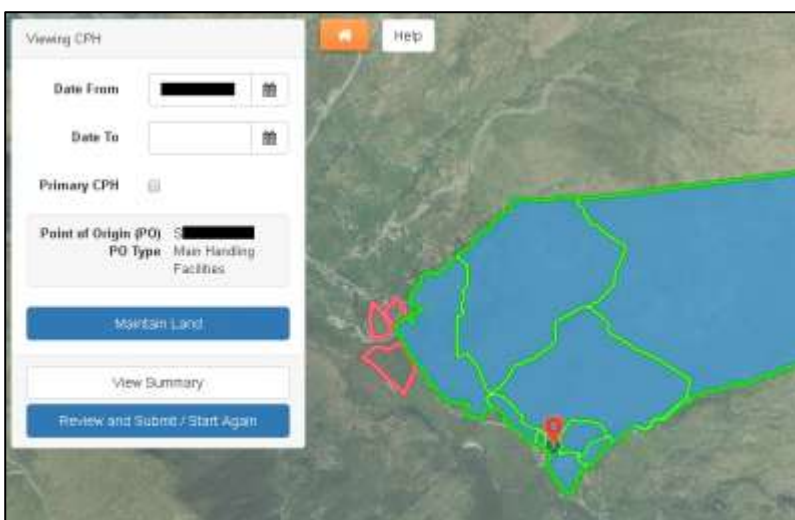 Viewing CPH
Help
Date From
Date To
Primary CPH
Point of Origin (PO) S
PO Type Main Handling
Facilities
Maintain Land
View Summary
Review and Submit / Start Again